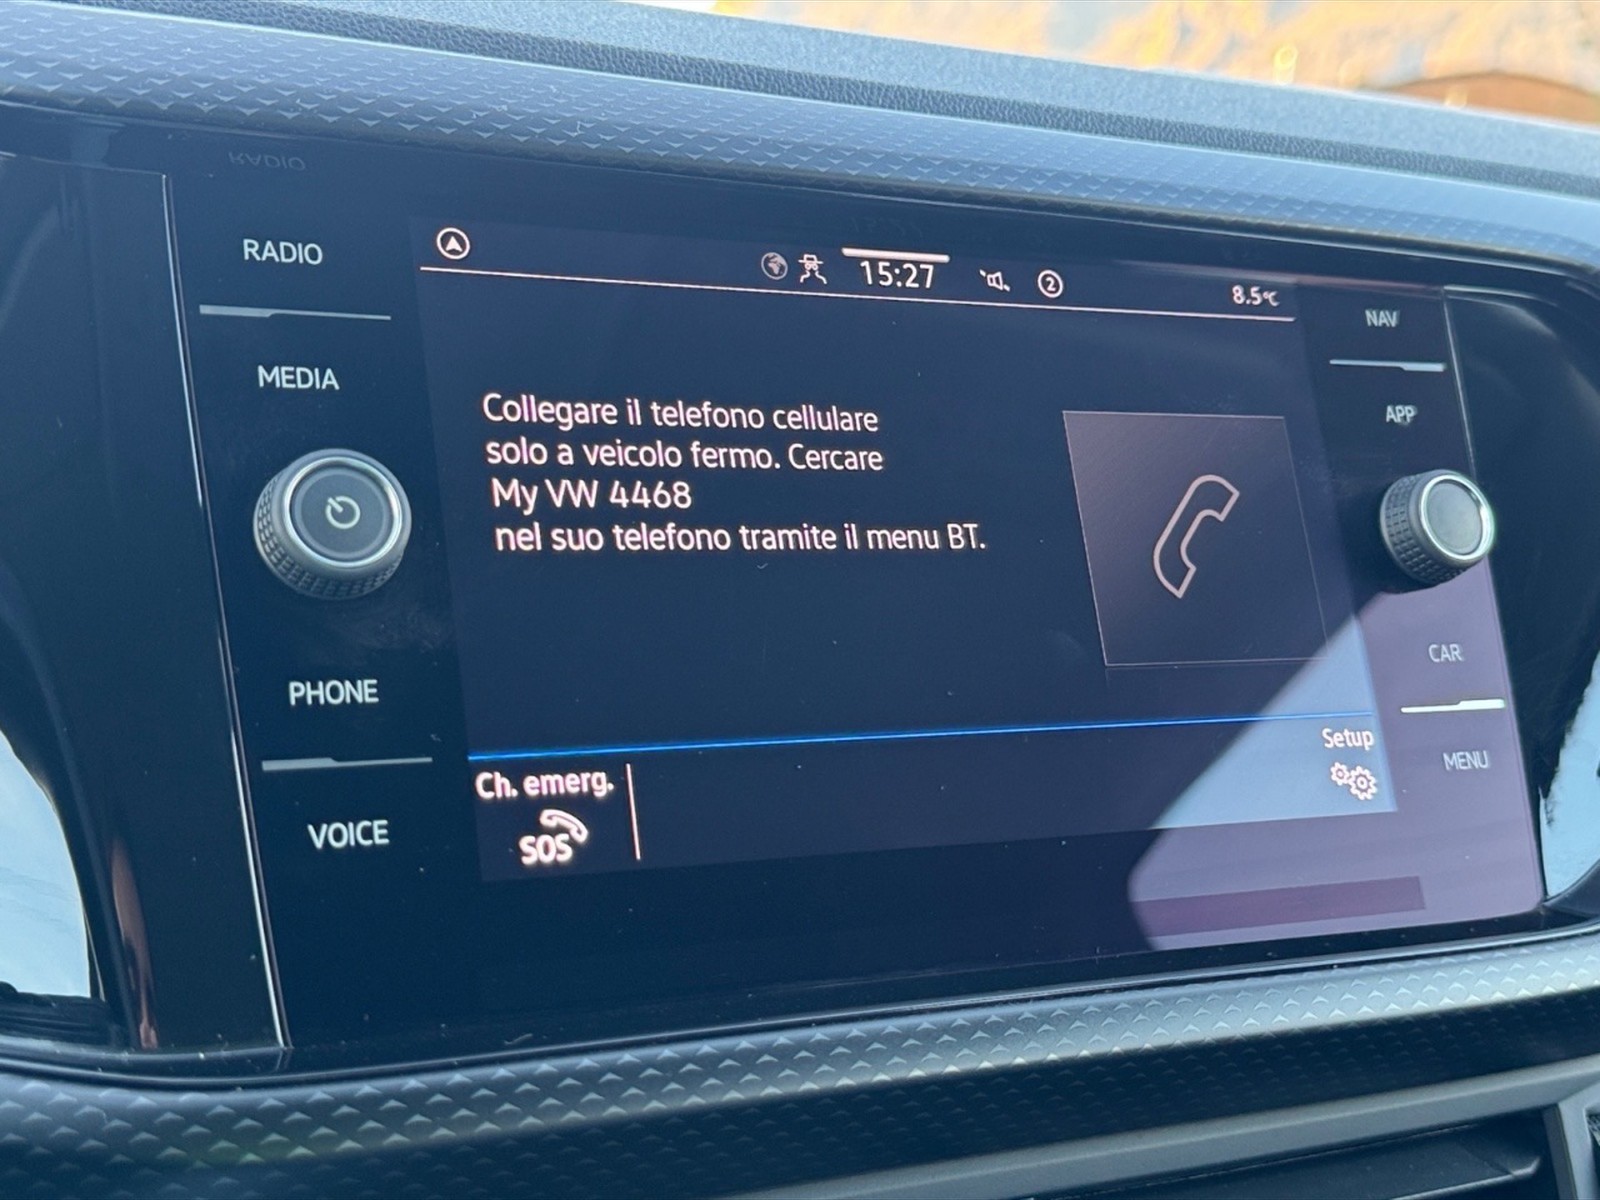 RADIO
MEDIA
PHONE
VOICE
15:27
2
8.5°C
Collegare il telefono cellulare
solo a veicolo fermo. Cercare
My VW 4468
nel suo telefono tramite il menu BT.
Ch. emerg.
SOS
Setup
NAV
APP
CAR
MENU